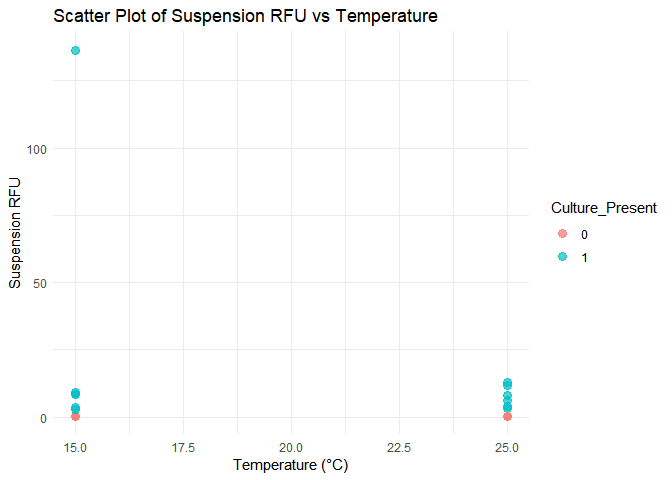 Scatter Plot of Suspension RFU vs Temperature
Suspension RFU
100
50
0
15.0
17.5
20.0
22.5
25.0
Temperature (°C)
Culture_Present
0
1